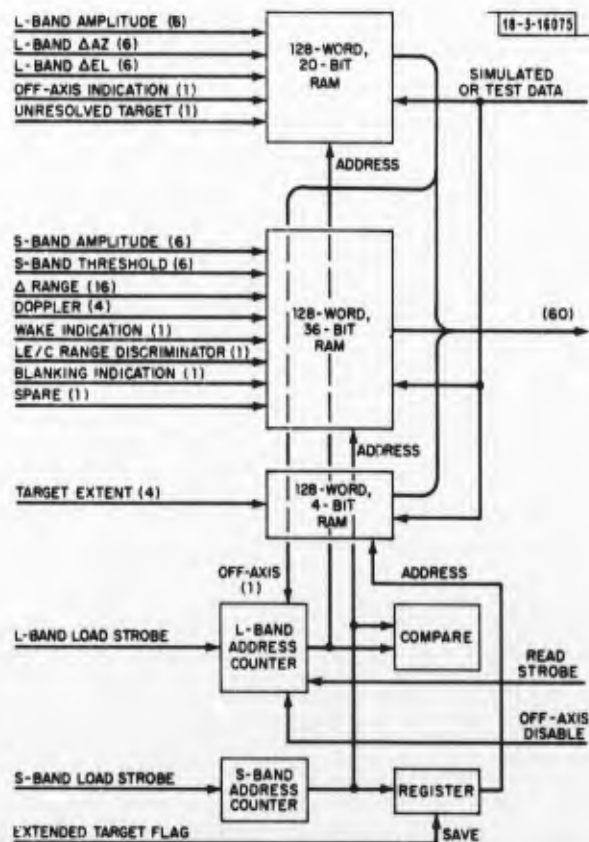 18-3-16075
L-BAND AMPLITUDE (6)
L-BAND ΔAZ (6)
L-BAND ΔEL (6)
OFF-AXIS INDICATION (1)
UNRESOLVED TARGET (1)
128-WORD,
20-BIT
RAM
SIMULATED
OR TEST DATA
ADDRESS
S-BAND AMPLITUDE (6)
S-BAND THRESHOLD (6)
Δ RANGE (16)
DOPPLER (4)
WAKE INDICATION (1)
LE/C RANGE DISCRIMINATOR (1)
BLANKING INDICATION (1)
SPARE (1)
128-WORD,
36-BIT
RAM
(60)
ADDRESS
TARGET EXTENT (4)
128-WORD,
4-BIT
RAM
OFF-AXIS
(1)
ADDRESS
L-BAND LOAD STROBE
L-BAND
ADDRESS
COUNTER
COMPARE
READ
STROBE
OFF-AXIS
DISABLE
S-BAND LOAD STROBE
S-BAND
ADDRESS
COUNTER
REGISTER
EXTENDED TARGET FLAG
SAVE